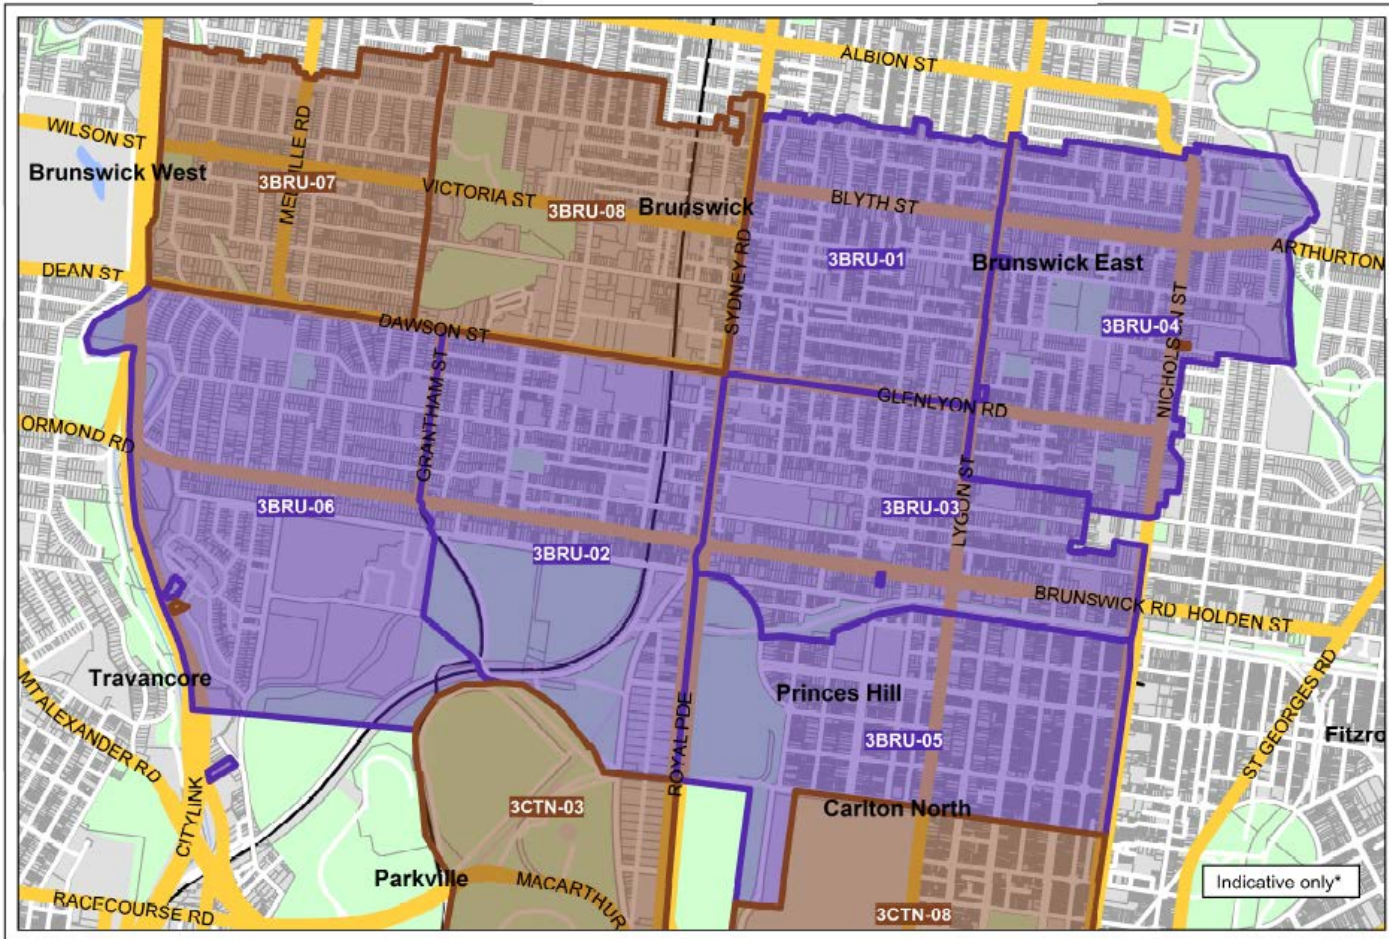 ALBION ST
WILSON ST
Brunswick West
MELVILLE RD
3BRU-07
VICTORIA ST
3BRU-08
Brunswick
BLYTH ST
SYDNEY RD
3BRU-01
Brunswick East
ARTHURTON
DEAN ST
DAWSON ST
3BRU-04
NICHOLSON ST
GRANTHAM ST
GLENLYON RD
ORMOND RD
3BRU-06
3BRU-03
LYGON ST
3BRU-02
BRUNSWICK RD
HOLDEN ST
Travancore
MT ALEXANDER RD
ROYAL PDE
Princes Hill
3BRU-05
ST GEORGES RD
Fitzro
CITYLINK
3CTN-03
Carlton North
Parkville
MACARTHUR
RACECOURSE RD
3CTN-08
Indicative only*